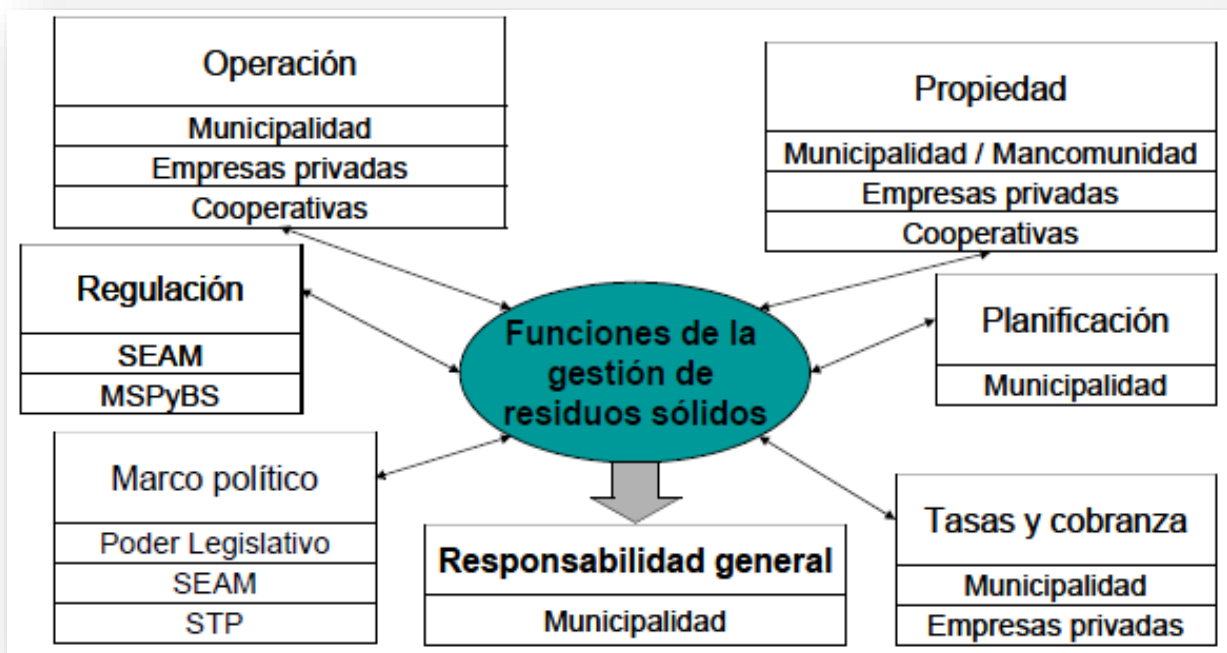 Operación
Municipalidad
Empresas privadas
Cooperativas
Propiedad
Municipalidad / Mancomunidad
Empresas privadas
Cooperativas
Regulación
SEAM
MSPyBS
Funciones de la
gestión de
residuos sólidos
Planificación
Municipalidad
Marco político
Poder Legislativo
SEAM
STP
Responsabilidad general
Municipalidad
Tasas y cobranza
Municipalidad
Empresas privadas